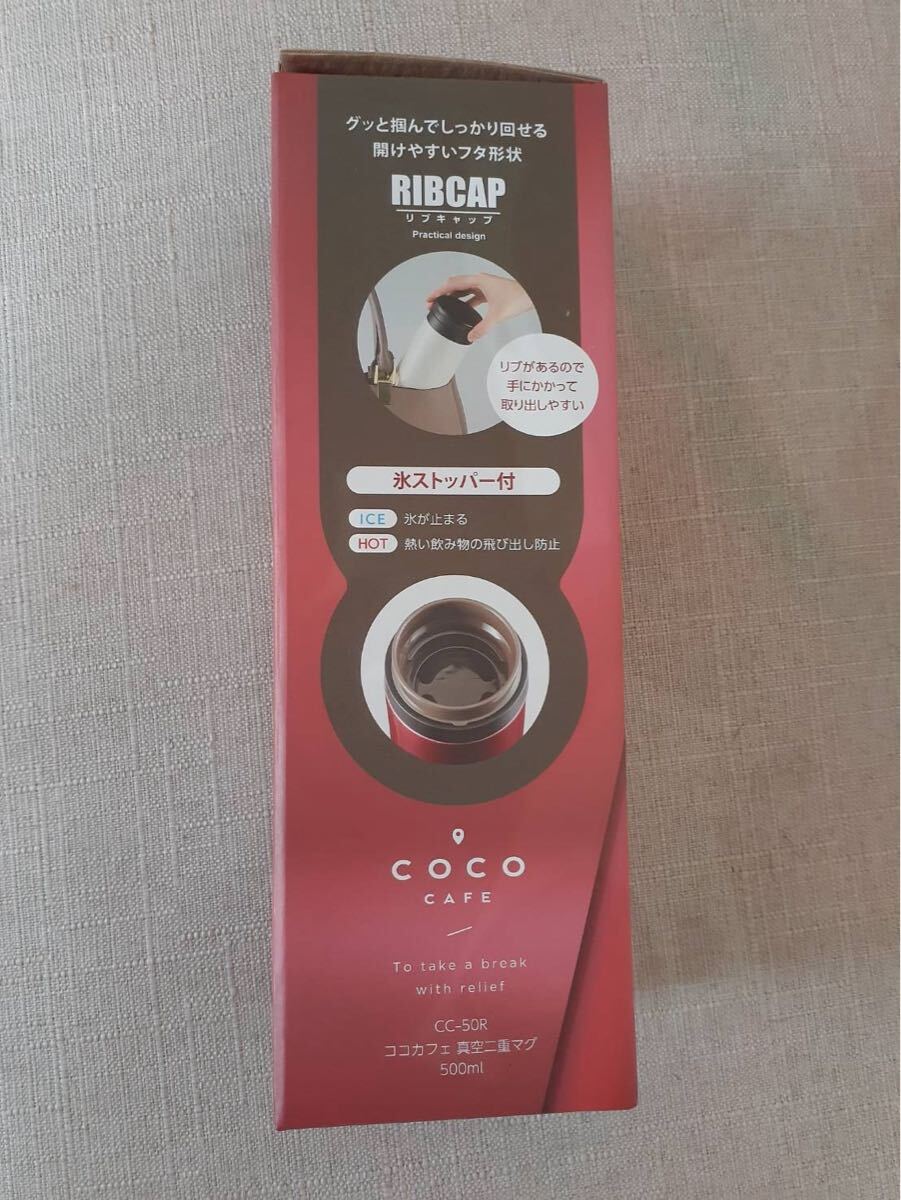 グッと掴んでしっかり回せる
開けやすいフタ形状
RIBCAP
リブキャップ
Practical design
リブがあるので
手にかかって
取り出しやすい
氷ストッパー付
ICE 氷が止まる
HOT 熱い飲み物の飛び出し防止
COCO
CAFE
To take a break
with relief
CC-50R
ココカフェ 真空二重マグ
500ml